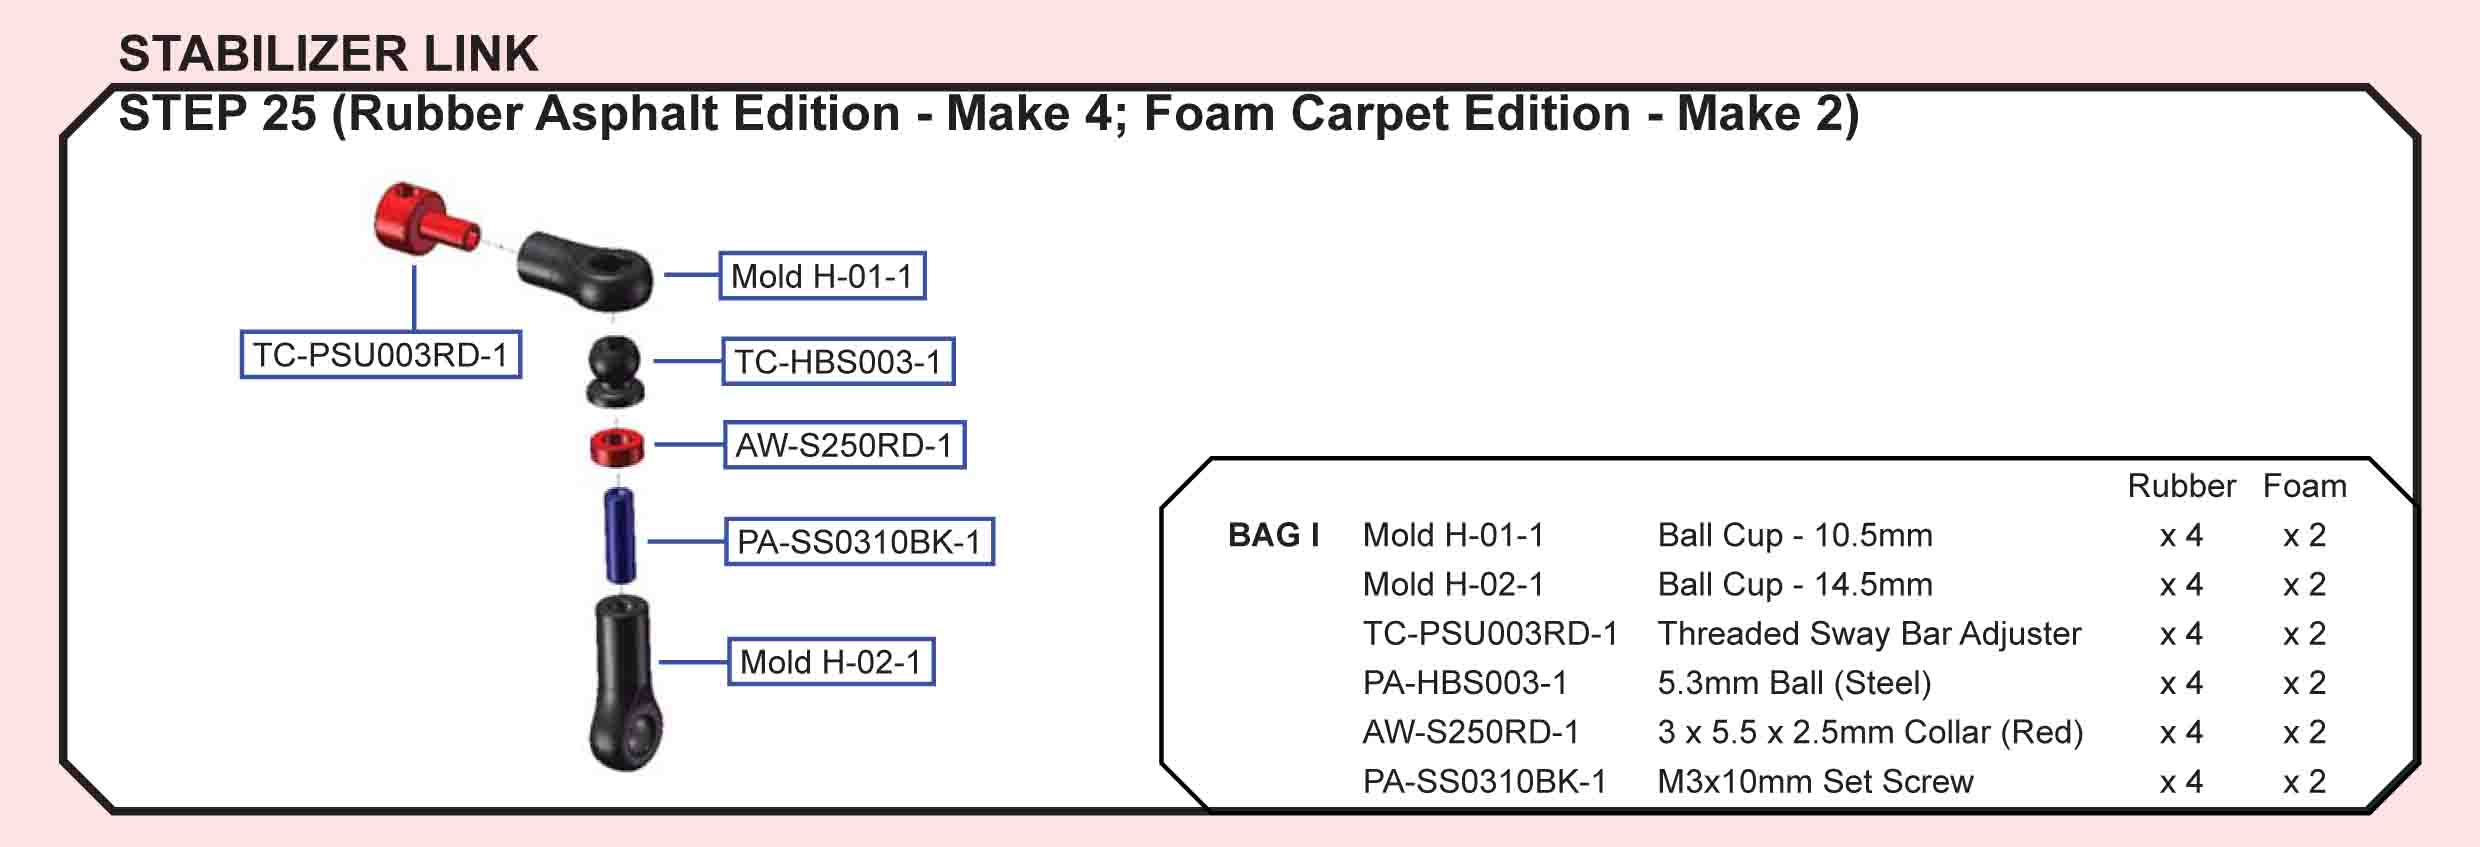 STABILIZER LINK
STEP 25 (Rubber Asphalt Edition - Make 4; Foam Carpet Edition - Make 2)
Mold H-01-1
TC-PSU003RD-1
TC-HBS003-1
AW-S250RD-1
PA-SS0310BK-1
Mold H-02-1
Rubber Foam
BAG I Mold H-01-1 Ball Cup - 10.5mm x 4 x 2
Mold H-02-1 Ball Cup - 14.5mm x 4 x 2
TC-PSU003RD-1 Threaded Sway Bar Adjuster x 4 x 2
PA-HBS003-1 5.3mm Ball (Steel) x 4 x 2
AW-S250RD-1 3 x 5.5 x 2.5mm Collar (Red) x 4 x 2
PA-SS0310BK-1 M3x10mm Set Screw x 4 x 2